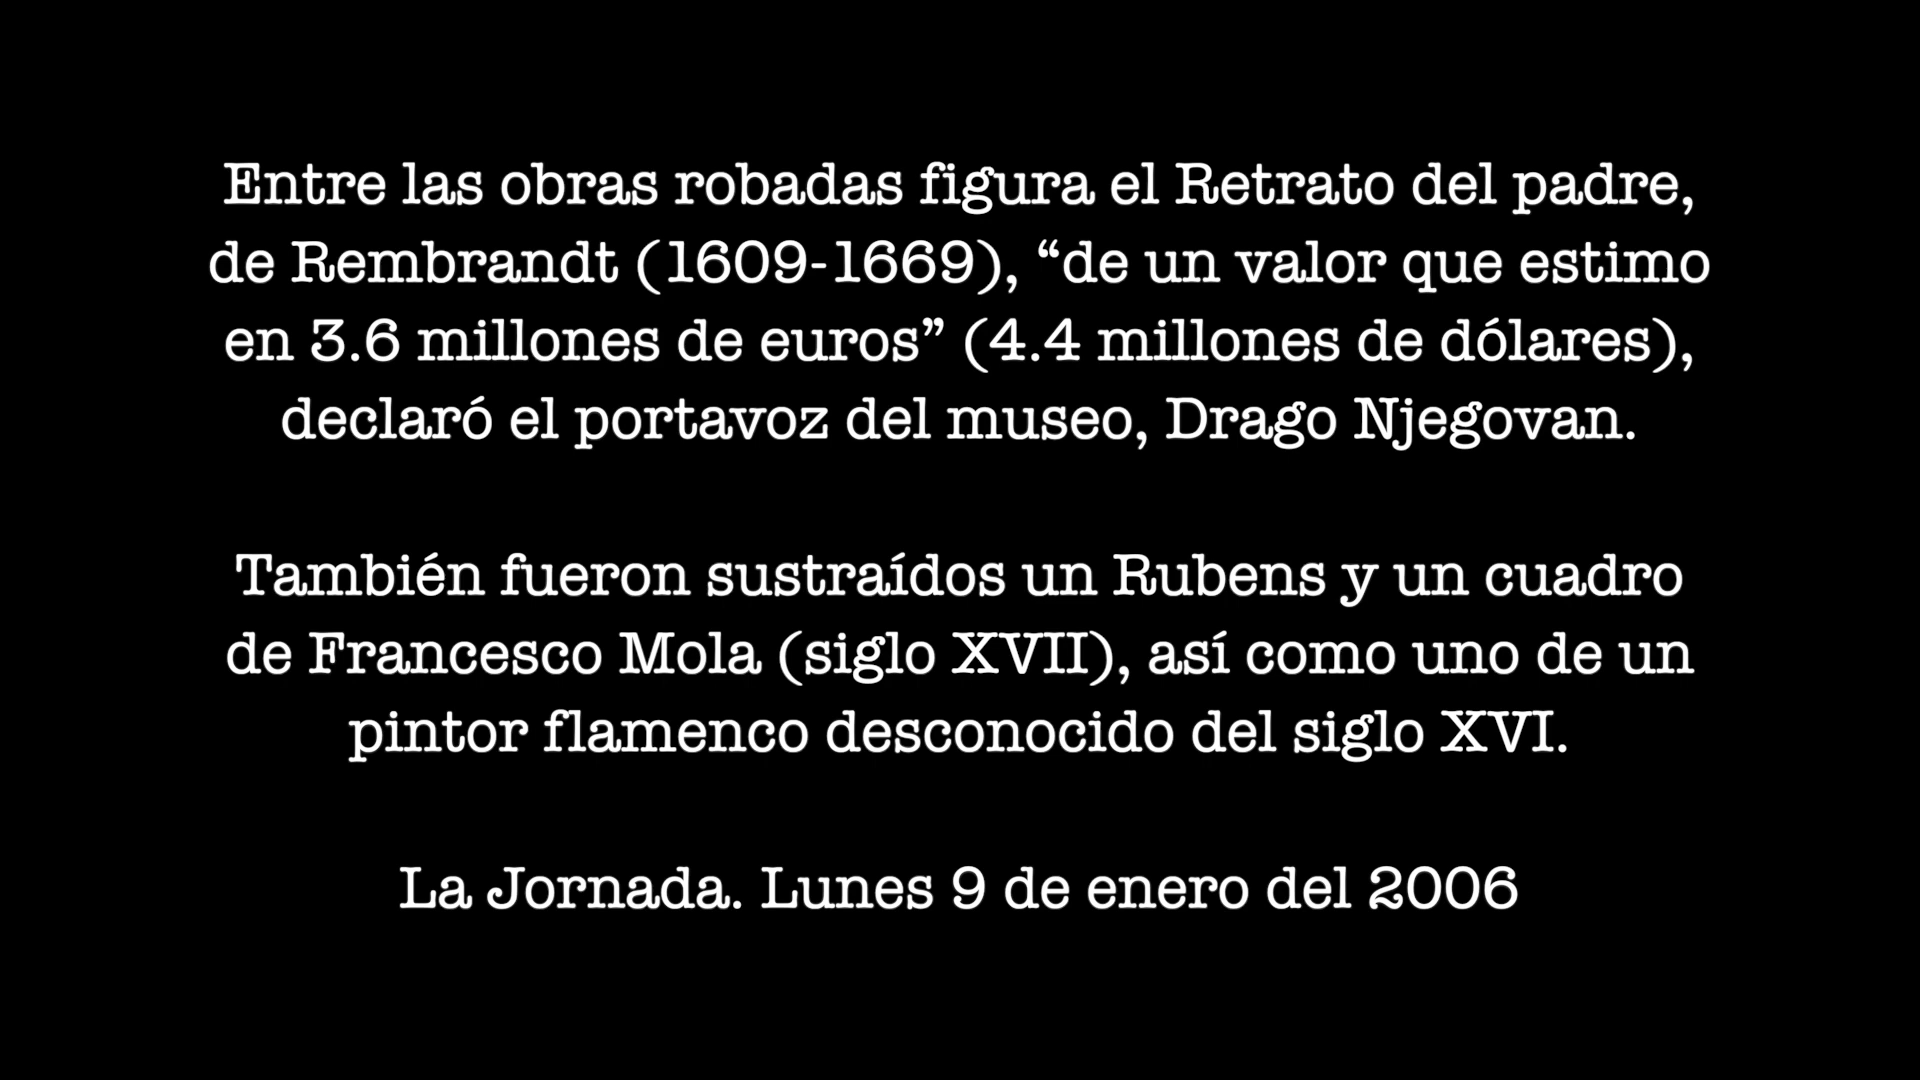 Entre las obras robadas figura el Retrato del padre,
de Rembrandt (1609-1669), “de un valor que estimo
en 3.6 millones de euros” (4.4 millones de dólares),
declaró el portavoz del museo, Drago Njegovan.
También fueron sustraídos un Rubens y un cuadro
de Francesco Mola (siglo XVII), así como uno de un
pintor flamenco desconocido del siglo XVI.
La Jornada. Lunes 9 de enero del 2006